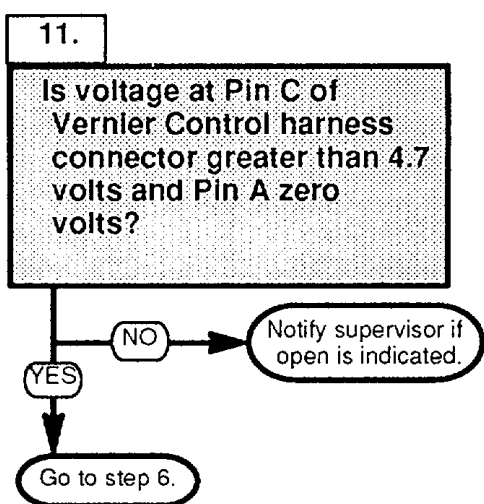 11.
Is voltage at Pin C of
Vernier Control harness
connector greater than 4.7
volts and Pin A zero
volts?
NO
Notify supervisor if
open is indicated.
YES
Go to step 6.